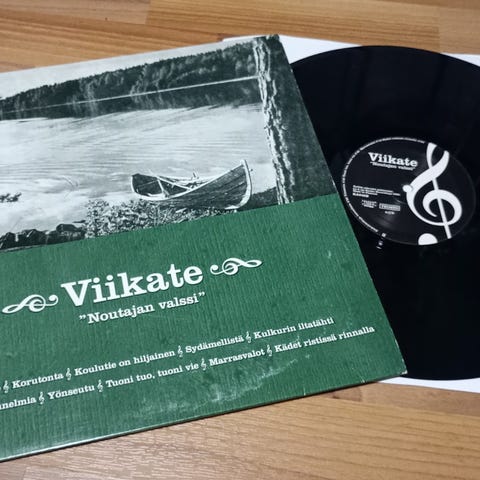 Viikate
"Noutajan valssi"
Korutonta Koulutie on hiljainen Sydämellistä Kulkurin iltatähti
Yönseutu Tuoni tuo, tuoni vie Marrasvalot Kädet ristissä rinnalla
Viikate
"Noutajan valssi"